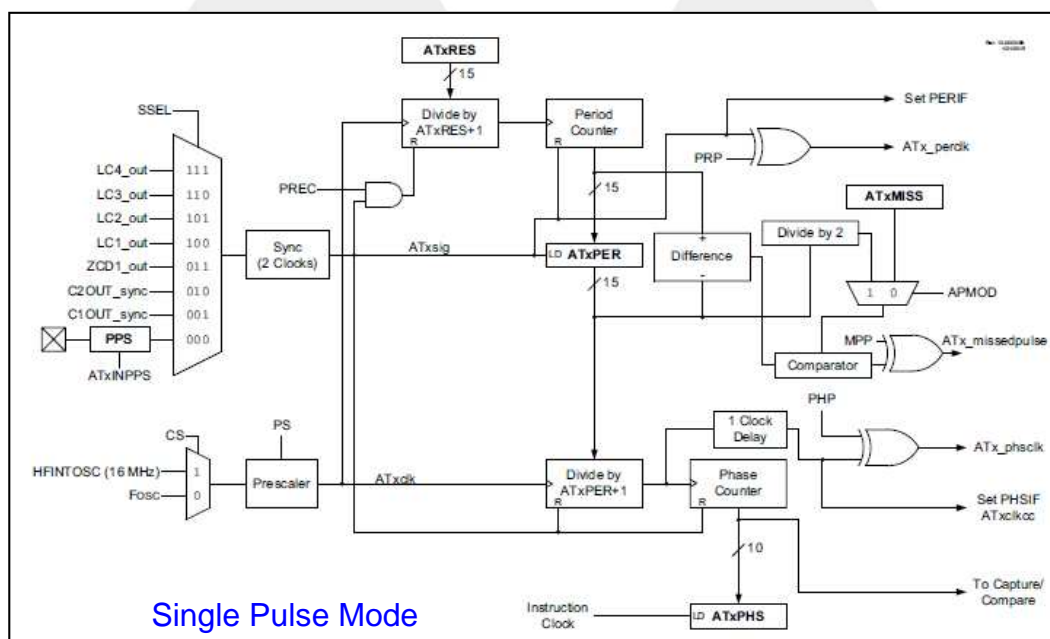 ATxRES
15
SSEL
Divide by
ATxRES+1
R
Period
Counter
R
Set PERIF
ATx_perclk
PRP
LC4_out
111
LC3_out
110
LC2_out
101
LC1_out
100
ZCD1_out
011
C2OUT_sync
010
C1OUT_sync
001
PPS
000
ATxINPPS
PREC
Sync
(2 Clocks)
ATxsig
15
LD ATxPER
15
+
Difference
-
ATxMISS
Divide by 2
1 0
APMOD
MPP
ATx_missedpulse
Comparator
PHP
CS
PS
HFINTOSC (16 MHz)
1
Fosc
0
Prescaler
ATxclk
Divide by
ATxPER+1
R
1 Clock
Delay
Phase
Counter
R
ATx_phsclk
Set PHSIF
ATxclkcc
10
To Capture/
Compare
Single Pulse Mode
Instruction
Clock
LD ATxPHS